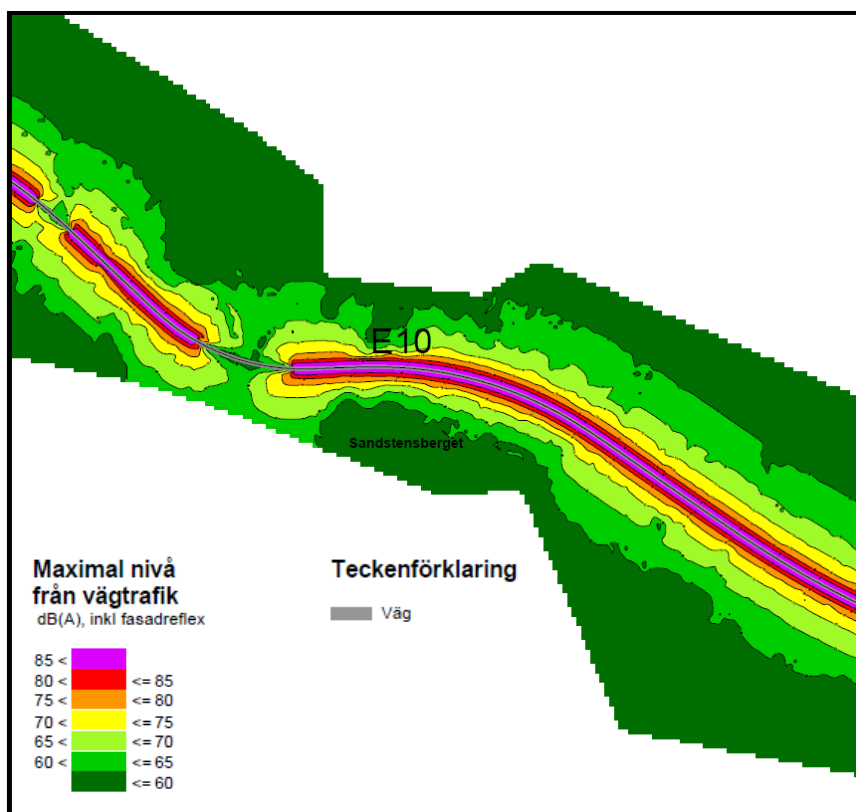 E10
Sandstensberget
Maximal nivå
från vägtrafik
dB(A), inkl fasadreflex
85 <
80 < <= 85
75 < <= 80
70 < <= 75
65 < <= 70
60 < <= 65
<= 60
Teckenförklaring
Väg